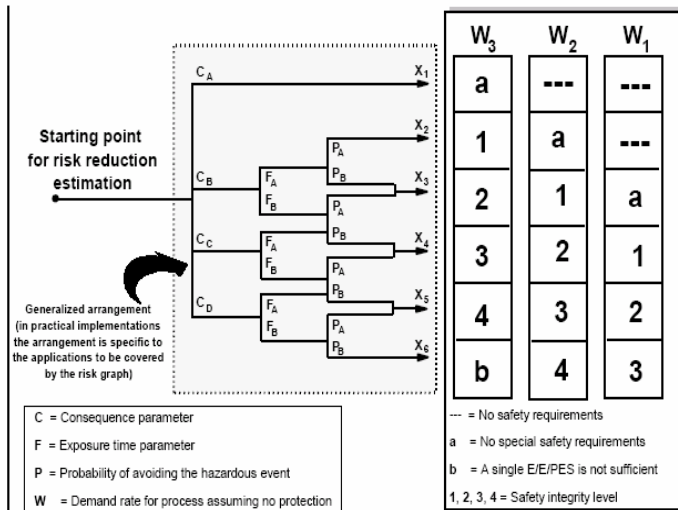 W3 W2 W1
CA X1
a --- ---
Starting point
for risk reduction
estimation
X2
PA
1 a ---
CB FA PB X3
FB PA
2 1 a
CC FA PB X4
FB PA
3 2 1
Generalized arrangement
(in practical implementations
the arrangement is specific to
the applications to be covered
by the risk graph)
CD FA PB X5
FB PA
4 3 2
PB X6
b 4 3
C = Consequence parameter
F = Exposure time parameter
P = Probability of avoiding the hazardous event
W = Demand rate for process assuming no protection
--- = No safety requirements
a = No special safety requirements
b = A single E/E/PES is not sufficient
1, 2, 3, 4 = Safety integrity level